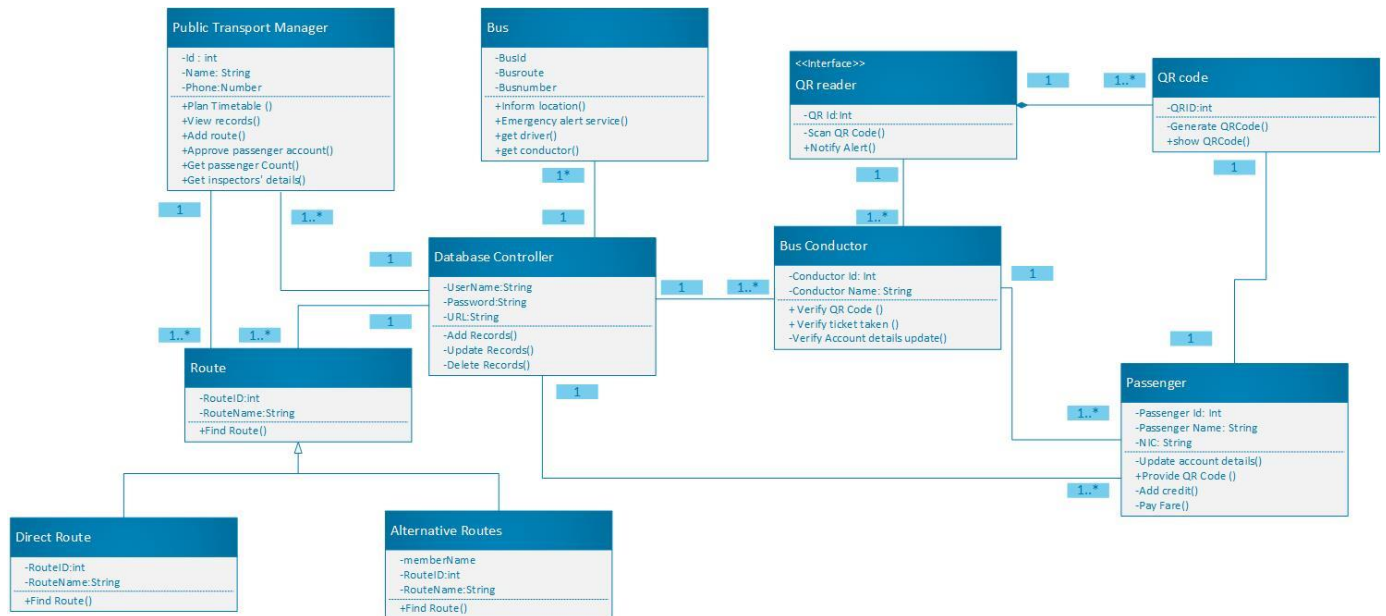 Public Transport Manager
-Id : int
-Name: String
-Phone:Number
+Plan Timetable ()
+View records()
+Add route()
+Approve passenger account()
+Get passenger Count()
+Get inspectors' details()
Bus
-BusId
-Busroute
-Busnumber
+Inform location()
+Emergency alert service()
+get driver()
+get conductor()
<<Interface>>
QR reader
-QR Id:Int
-Scan QR Code()
+Notify Alert()
1
1..*
QR code
-QRID:int
-Generate QRCode()
+show QRCode()
1
1..*
1*
1
1
1..*
1
1
Database Controller
-UserName:String
-Password:String
-URL:String
-Add Records()
-Update Records()
-Delete Records()
1
1..*
Bus Conductor
-Conductor Id: Int
-Conductor Name: String
+ Verify QR Code ()
+ Verify ticket taken ()
-Verify Account details update()
1
1..*
1..*
1
1
1
Route
-RouteID:int
-RouteName:String
+Find Route()
Passenger
-Passenger Id: Int
-Passenger Name: String
-NIC: String
-Update account details()
+Provide QR Code ()
-Add credit()
-Pay Fare()
1..*
1..*
Direct Route
-RouteID:int
-RouteName:String
+Find Route()
Alternative Routes
-memberName
-RouteID:int
-RouteName:String
+Find Route()